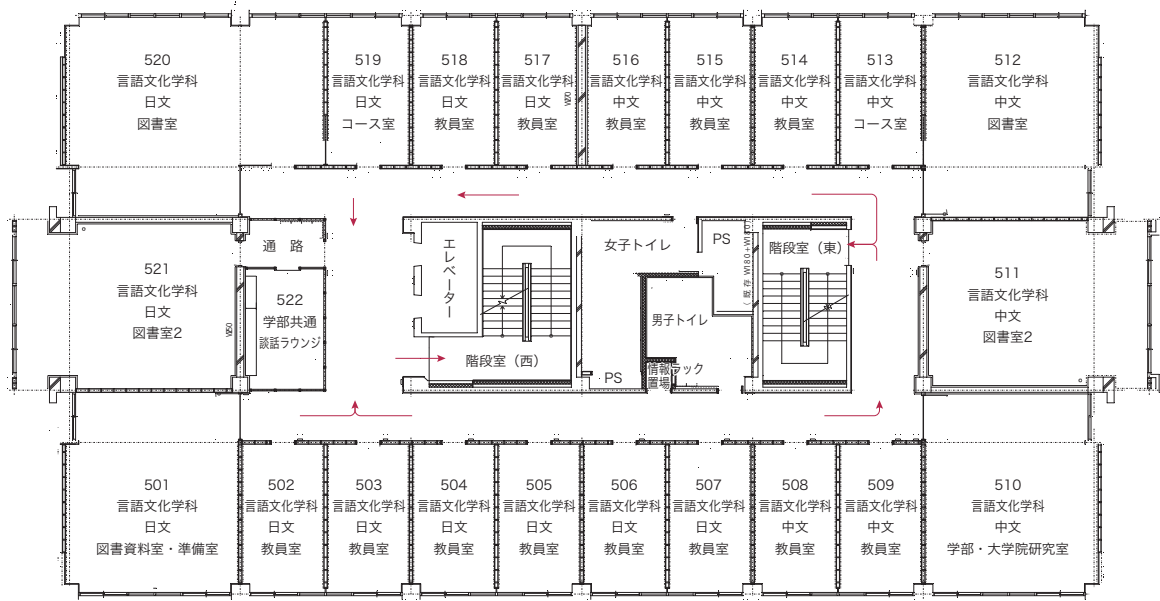 520
言語文化学科
日文
図書室
519
言語文化学科
日文
コース室
518
言語文化学科
日文
教員室
517
言語文化学科
日文
教員室
516
言語文化学科
中文
教員室
515
言語文化学科
中文
教員室
514
言語文化学科
中文
教員室
513
言語文化学科
中文
コース室
512
言語文化学科
中文
図書室
W250
521
言語文化学科
日文
図書室2
W250
通 路
522
学部共通
談話ラウンジ
エレベーター
階段室（西）
女子トイレ
PS
男子トイレ
PS
情報ラック
置場
階段室（東）
511
言語文化学科
中文
図書室2
501
言語文化学科
日文
図書資料室・準備室
502
言語文化学科
日文
教員室
503
言語文化学科
日文
教員室
504
言語文化学科
日文
教員室
505
言語文化学科
日文
教員室
506
言語文化学科
日文
教員室
507
言語文化学科
日文
教員室
508
言語文化学科
中文
教員室
509
言語文化学科
中文
教員室
510
言語文化学科
中文
学部・大学院研究室